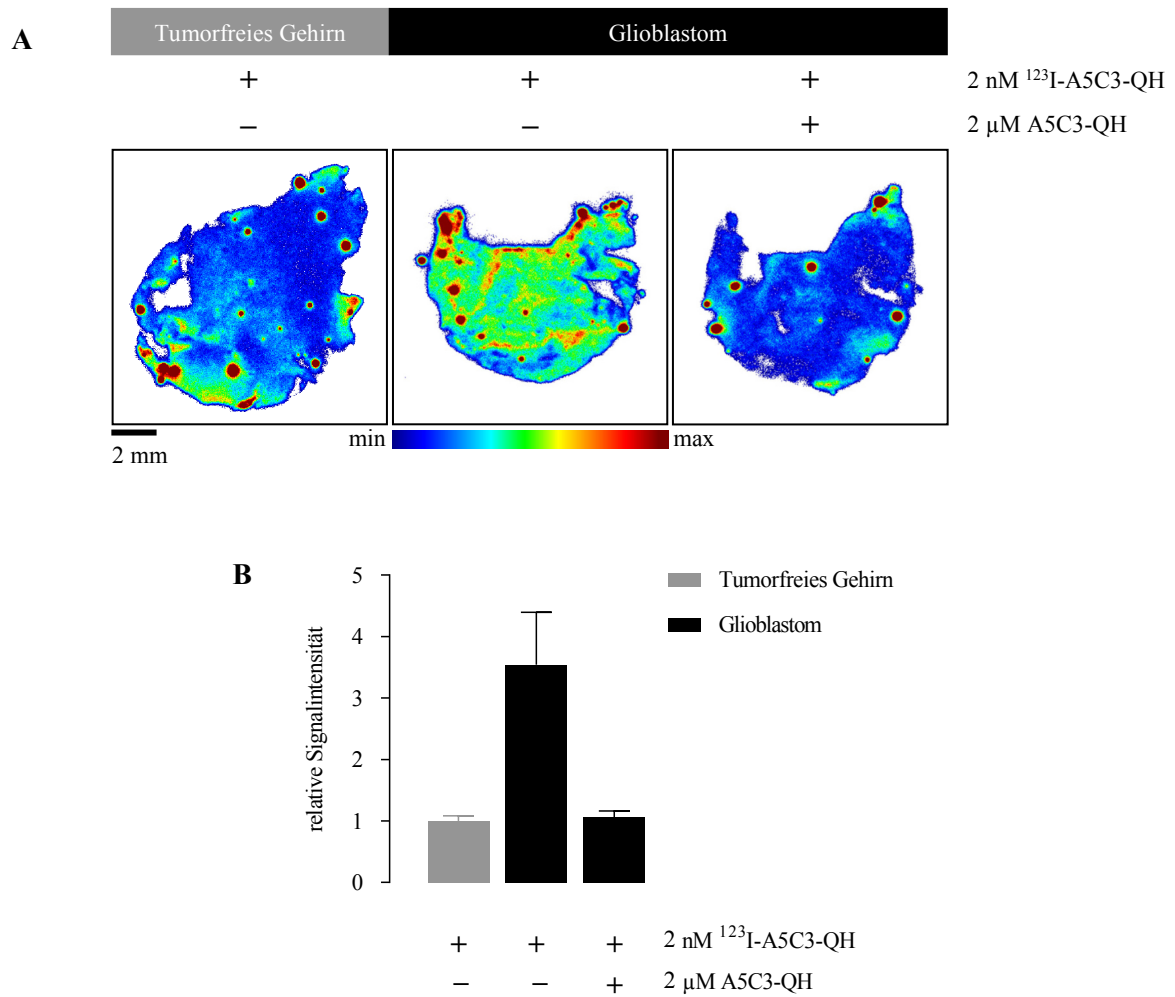 A
Tumorfreies Gehirn Glioblastom
+ + + 2 nM ¹²³I-A5C3-QH
− − + 2 µM A5C3-QH
min max
2 mm
B
5
4
3
2
1
0
relative Signalintensität
Tumorfreies Gehirn
Glioblastom
+ + + 2 nM ¹²³I-A5C3-QH
− − + 2 µM A5C3-QH